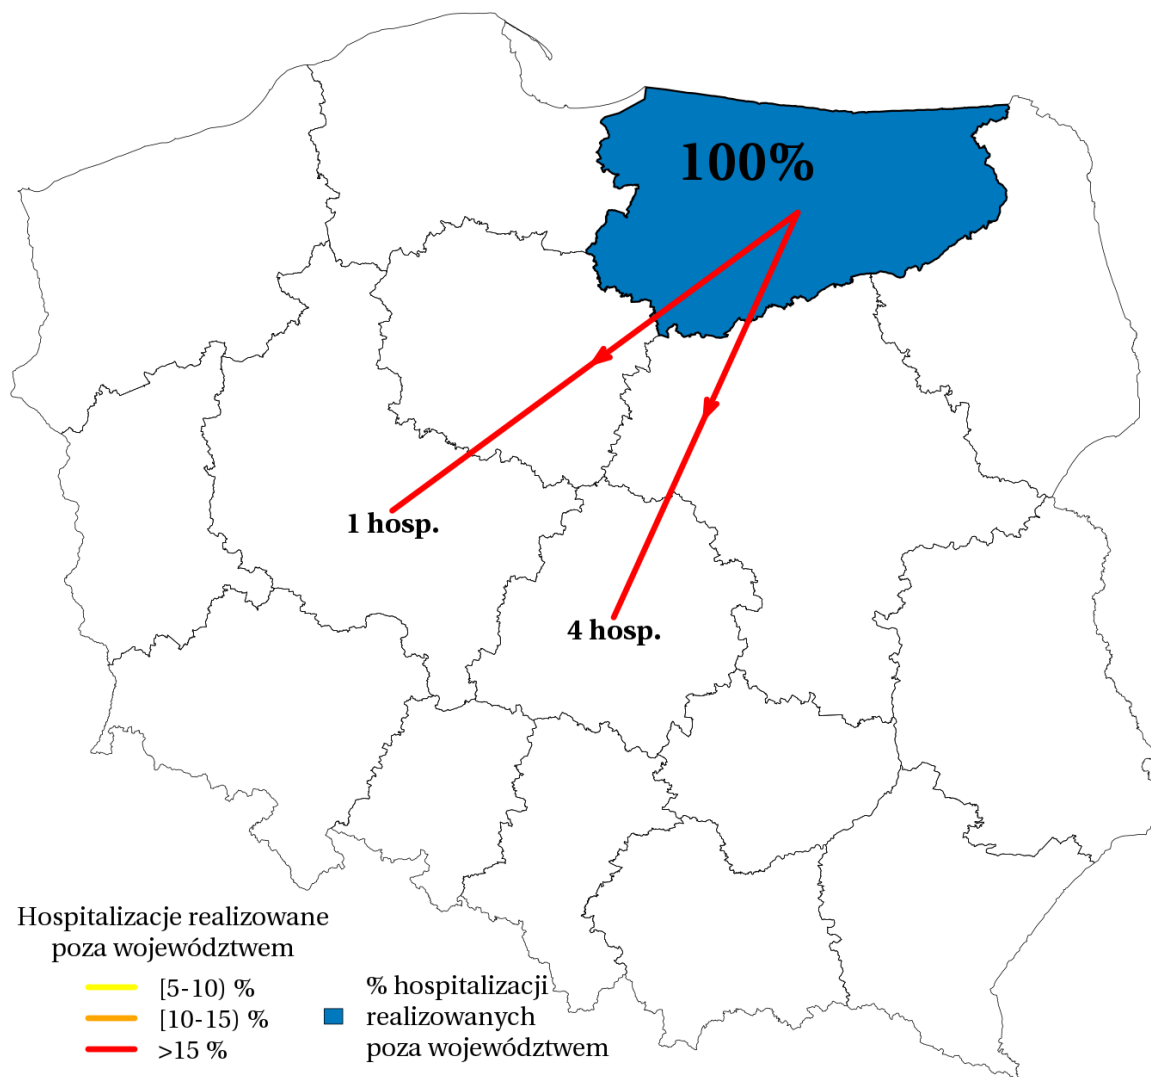 100%
1 hosp.
4 hosp.
Hospitalizacje realizowane
poza województwem
[5-10) %
[10-15) %
>15 %
% hospitalizacji
realizowanych
poza województwem